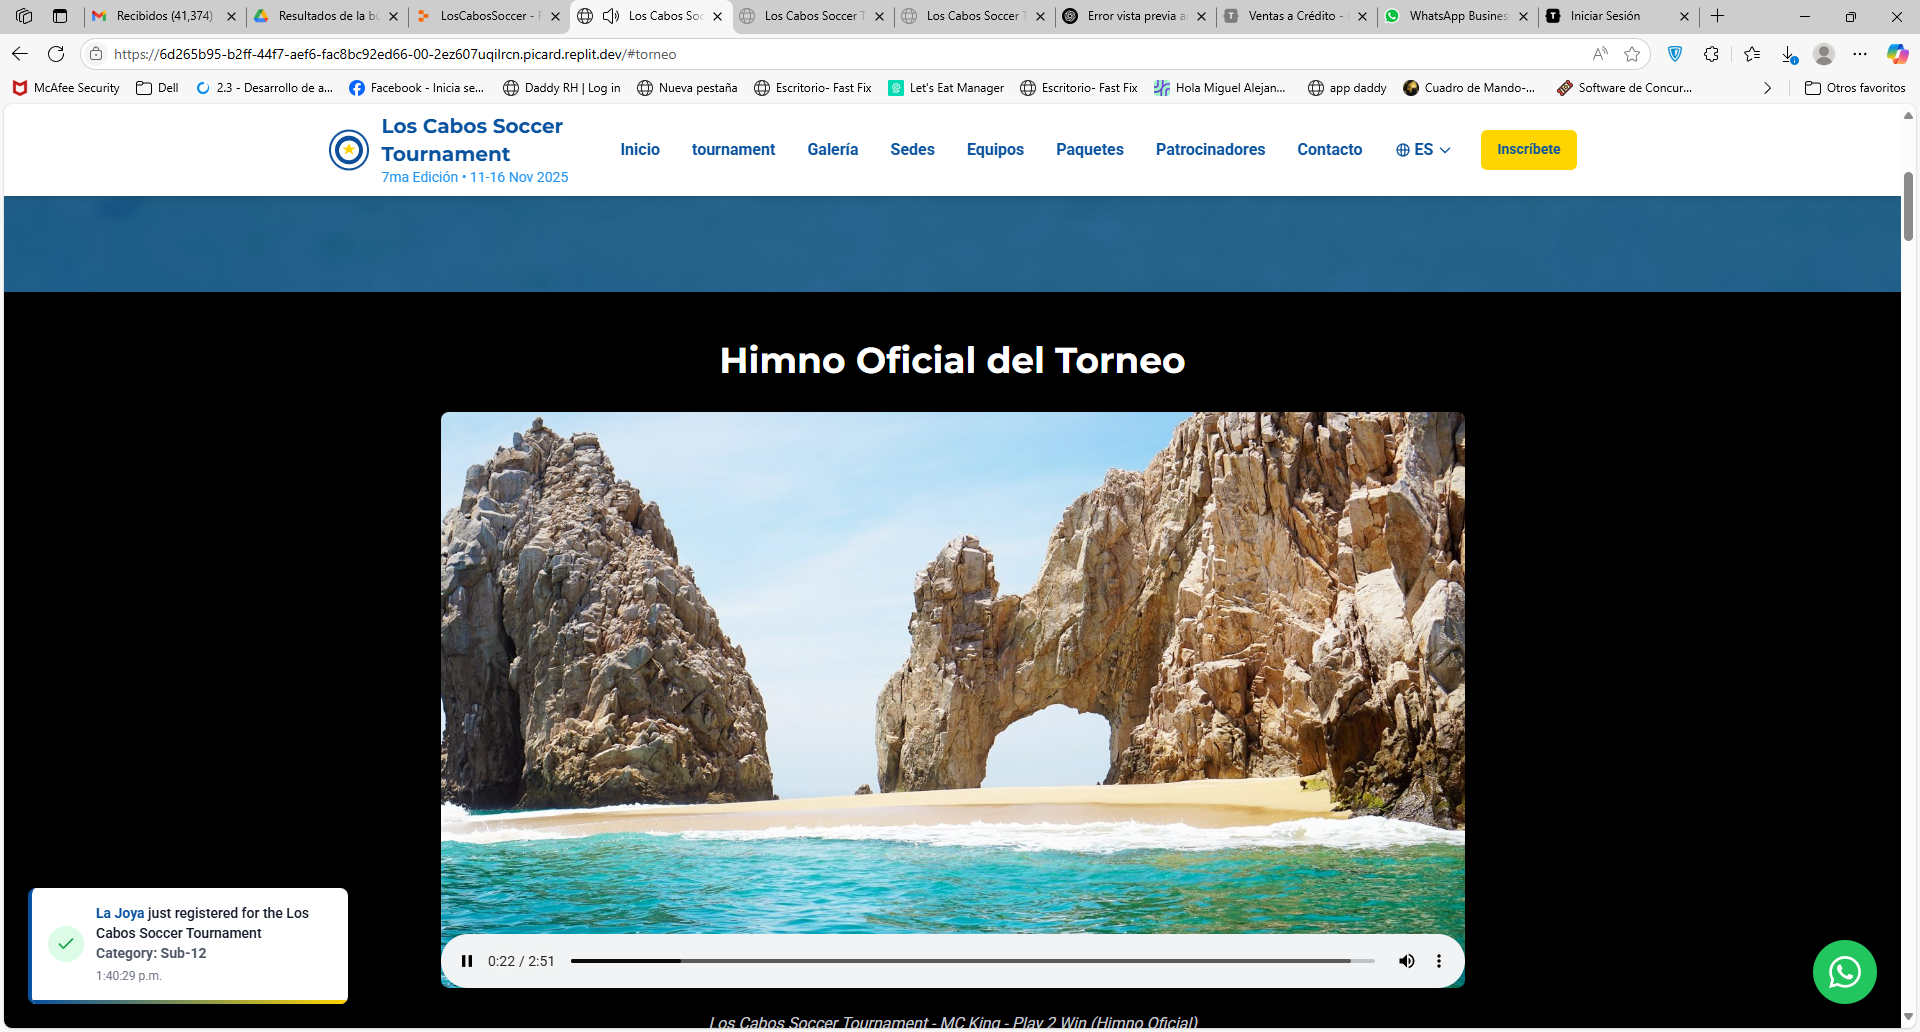 Recibidos (41,374)
Resultados de la b
LosCabosSoccer -
Los Cabos Soc
Los Cabos Soccer T
Los Cabos Soccer T
Error vista previa a
Ventas a Crédito -
WhatsApp Busines
Iniciar Sesión
https://6d265b95-b2ff-44f7-aef6-fac8bc92ed66-00-2ez607uqilrcn.picard.replit.dev/#torneo
McAfee Security
Dell
2.3 - Desarrollo de a...
Facebook - Inicia se...
Daddy RH | Log in
Nueva pestaña
Escritorio- Fast Fix
Let's Eat Manager
Escritorio- Fast Fix
Hola Miguel Alejan...
app daddy
Cuadro de Mando-...
Software de Concur...
Otros favoritos
Los Cabos Soccer
Tournament
7ma Edición • 11-16 Nov 2025
Inicio
tournament
Galería
Sedes
Equipos
Paquetes
Patrocinadores
Contacto
ES
Inscríbete
Himno Oficial del Torneo
La Joya just registered for the Los
Cabos Soccer Tournament
Category: Sub-12
1:40:29 p.m.
0:22 / 2:51
Los Cabos Soccer Tournament - MC King - Play 2 Win (Himno Oficial)